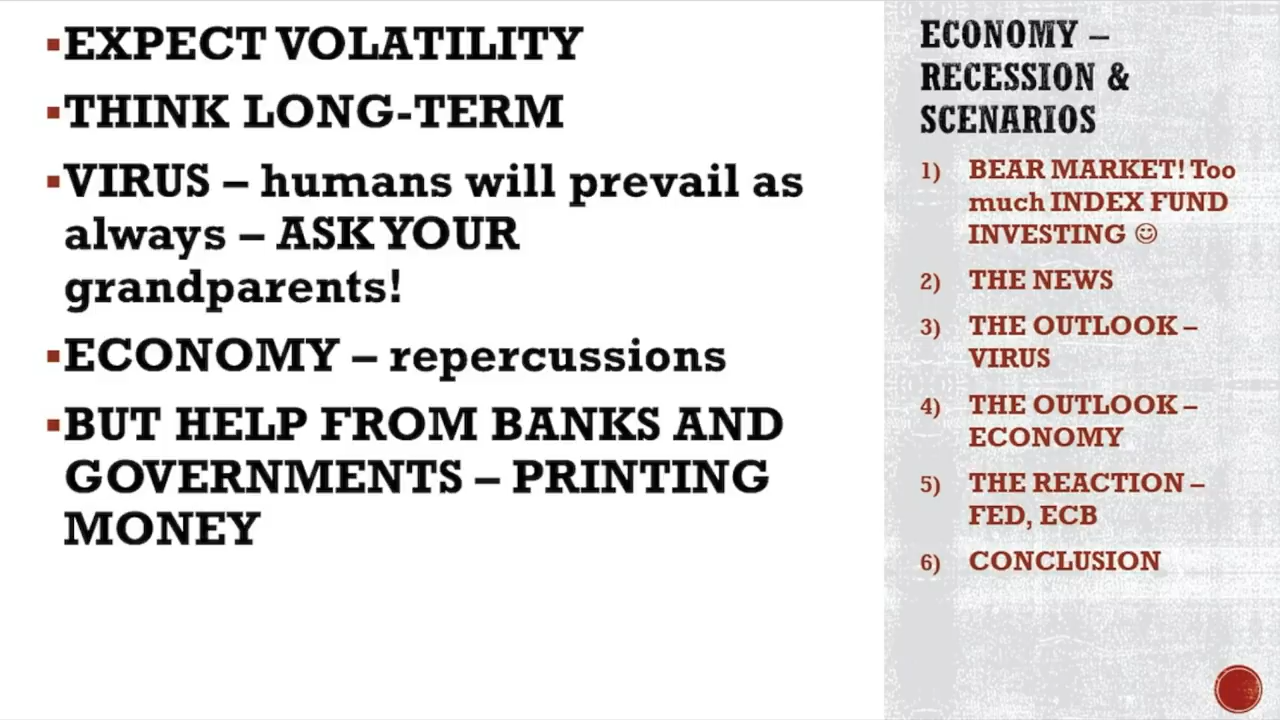 ▪EXPECT VOLATILITY
▪THINK LONG-TERM
▪VIRUS – humans will prevail as
always – ASK YOUR
grandparents!
▪ECONOMY – repercussions
▪BUT HELP FROM BANKS AND
GOVERNMENTS – PRINTING
MONEY
ECONOMY –
RECESSION &
SCENARIOS
1) BEAR MARKET! Too
much INDEX FUND
INVESTING ☺
2) THE NEWS
3) THE OUTLOOK –
VIRUS
4) THE OUTLOOK –
ECONOMY
5) THE REACTION –
FED, ECB
6) CONCLUSION